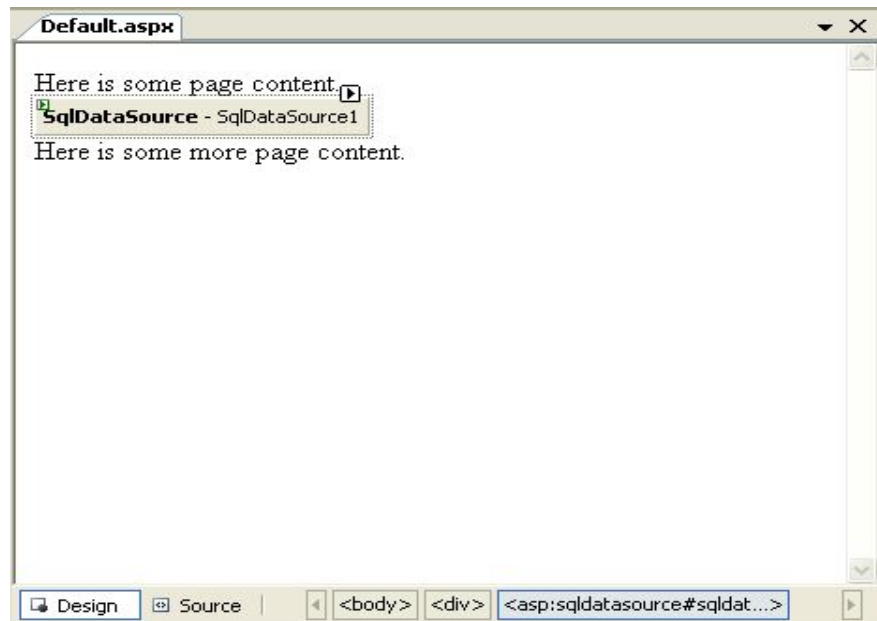 Default.aspx
Here is some page content.
SqlDataSource - SqlDataSource1
Here is some more page content.
Design Source <body> <div> <asp:sqldatasource#sqldat...>